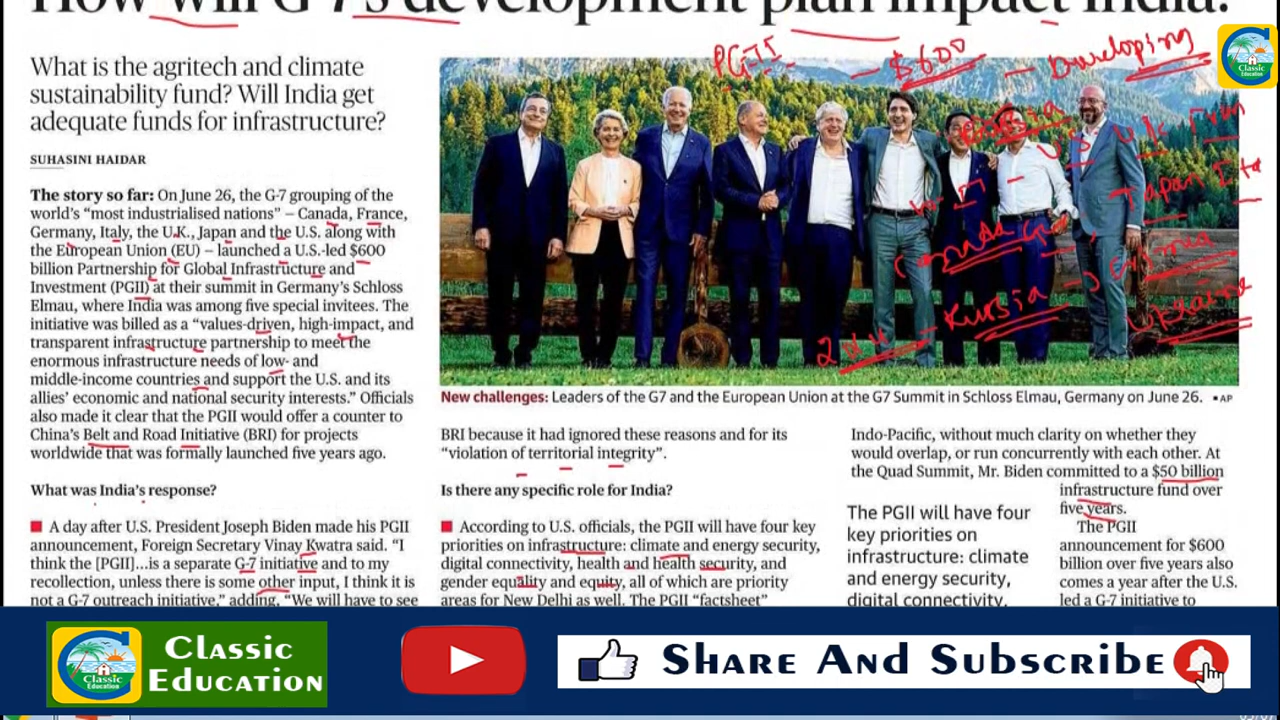 How will G-7's development plan impact India?
What is the agritech and climate
sustainability fund? Will India get
adequate funds for infrastructure?
SUHASINI HAIDAR
The story so far: On June 26, the G-7 grouping of the
world's “most industrialised nations” – Canada, France,
Germany, Italy, the U.K., Japan and the U.S. along with
the European Union (EU) – launched a U.S.-led $600
billion Partnership for Global Infrastructure and
Investment (PGII) at their summit in Germany's Schloss
Elmau, where India was among five special invitees. The
initiative was billed as a “values-driven, high-impact, and
transparent infrastructure partnership to meet the
enormous infrastructure needs of low- and
middle-income countries and support the U.S. and its
allies' economic and national security interests.” Officials
also made it clear that the PGII would offer a counter to
China's Belt and Road Initiative (BRI) for projects
worldwide that was formally launched five years ago.
What was India's response?
A day after U.S. President Joseph Biden made his PGII
announcement, Foreign Secretary Vinay Kwatra said. “I
think the [PGII]...is a separate G-7 initiative and to my
recollection, unless there is some other input, I think it is
not a G-7 outreach initiative,” adding, “We will have to see
PGII - $600 - Developing
Russia
US UK Fran
Japan Ita
Canada
Crimea
Russia
Ukraine
Classic
Education
New challenges: Leaders of the G7 and the European Union at the G7 Summit in Schloss Elmau, Germany on June 26. ▪AP
BRI because it had ignored these reasons and for its
“violation of territorial integrity”.
Is there any specific role for India?
According to U.S. officials, the PGII will have four key
priorities on infrastructure: climate and energy security,
digital connectivity, health and health security, and
gender equality and equity, all of which are priority
areas for New Delhi as well. The PGII “factsheet”
Indo-Pacific, without much clarity on whether they
would overlap, or run concurrently with each other. At
the Quad Summit, Mr. Biden committed to a $50 billion
infrastructure fund over
five years.
The PGII
announcement for $600
billion over five years also
comes a year after the U.S.
led a G-7 initiative to
The PGII will have four
key priorities on
infrastructure: climate
and energy security,
digital connectivity,
Classic
Education
Classic
Education
Share And Subscribe